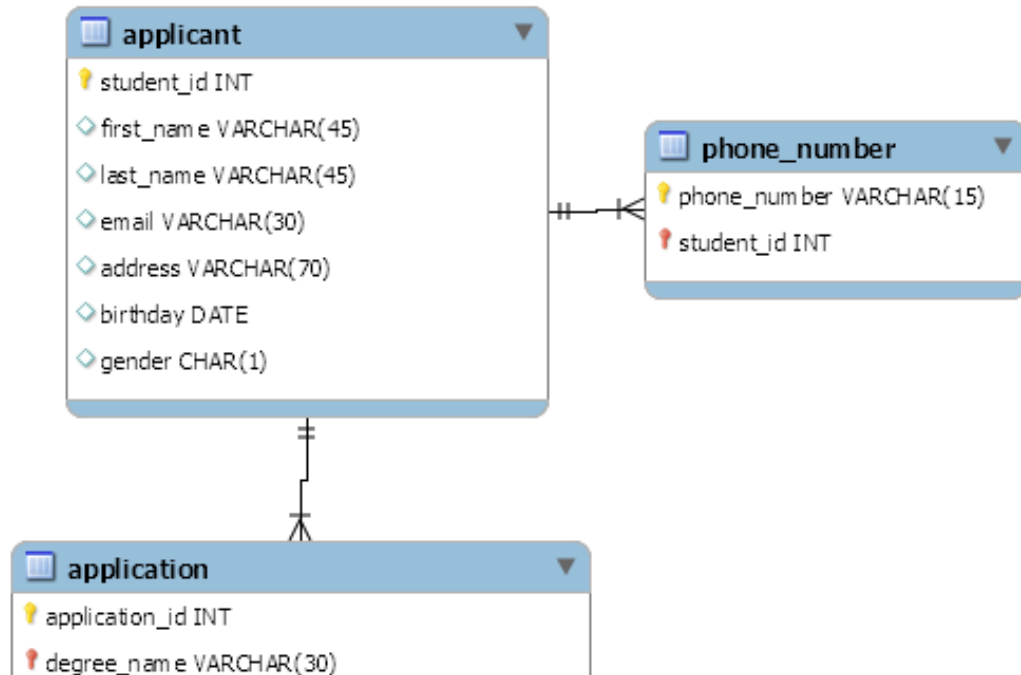 applicant
student_id INT
first_name VARCHAR(45)
last_name VARCHAR(45)
email VARCHAR(30)
address VARCHAR(70)
birthday DATE
gender CHAR(1)
phone_number
phone_number VARCHAR(15)
student_id INT
application
application_id INT
degree_name VARCHAR(30)